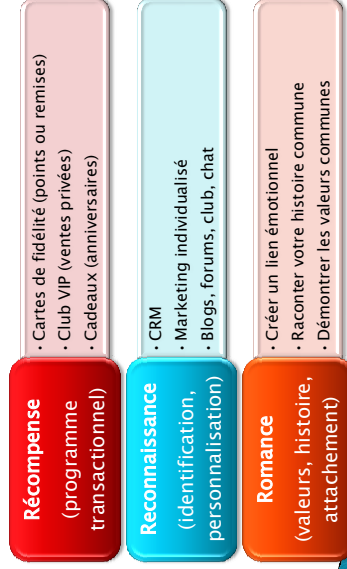 Récompense
(programme
transactionnel)
• Cartes de fidélité (points ou remises)
• Club VIP (ventes privées)
• Cadeaux (anniversaires)
Reconnaissance
(identification,
personnalisation)
• CRM
• Marketing individualisé
• Blogs, forums, club, chat
Romance
(valeurs, histoire,
attachement)
• Créer un lien émotionnel
• Raconter votre histoire commune
• Démontrer les valeurs communes